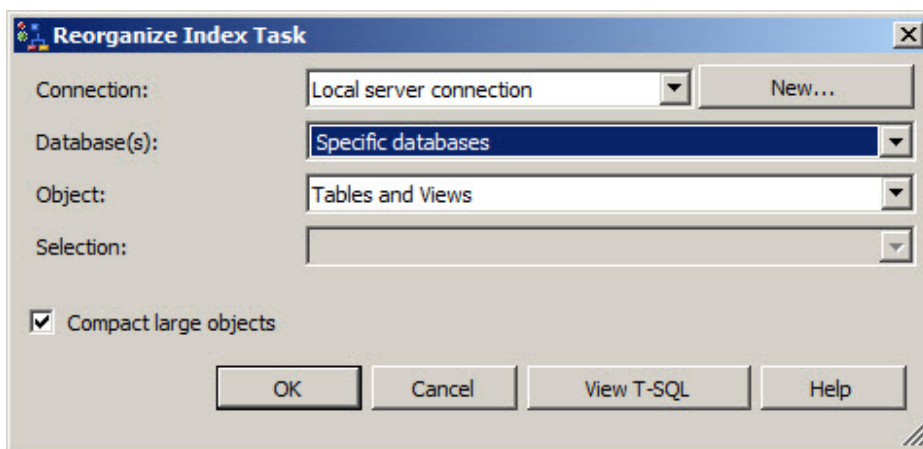 Reorganize Index Task
Connection: Local server connection New...
Database(s): Specific databases
Object: Tables and Views
Selection:
Compact large objects
OK Cancel View T-SQL Help